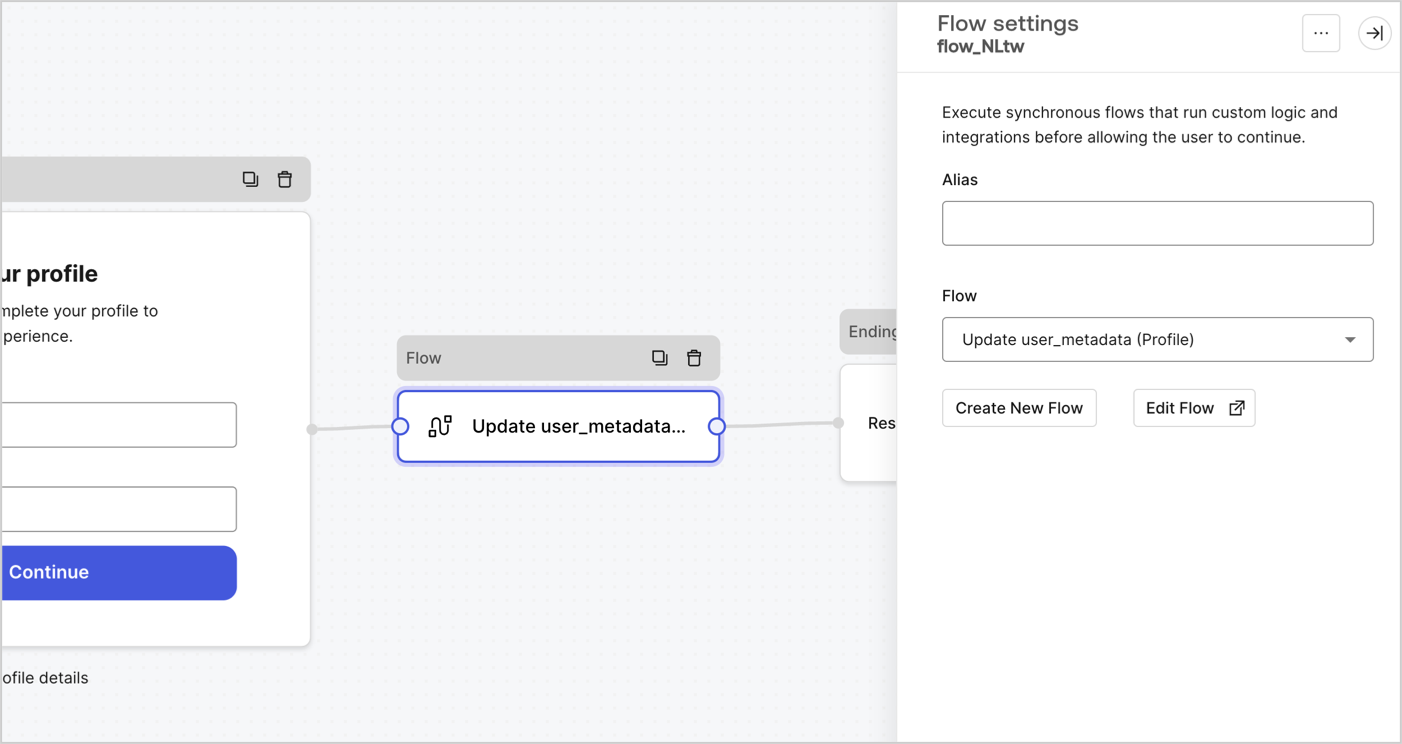 ur profile
mplete your profile to
perience.
Continue
ofile details
Flow
Update user_metadata...
Ending
Res
Flow settings
flow_NLtw
Execute synchronous flows that run custom logic and
integrations before allowing the user to continue.
Alias
Flow
Update user_metadata (Profile)
Create New Flow
Edit Flow